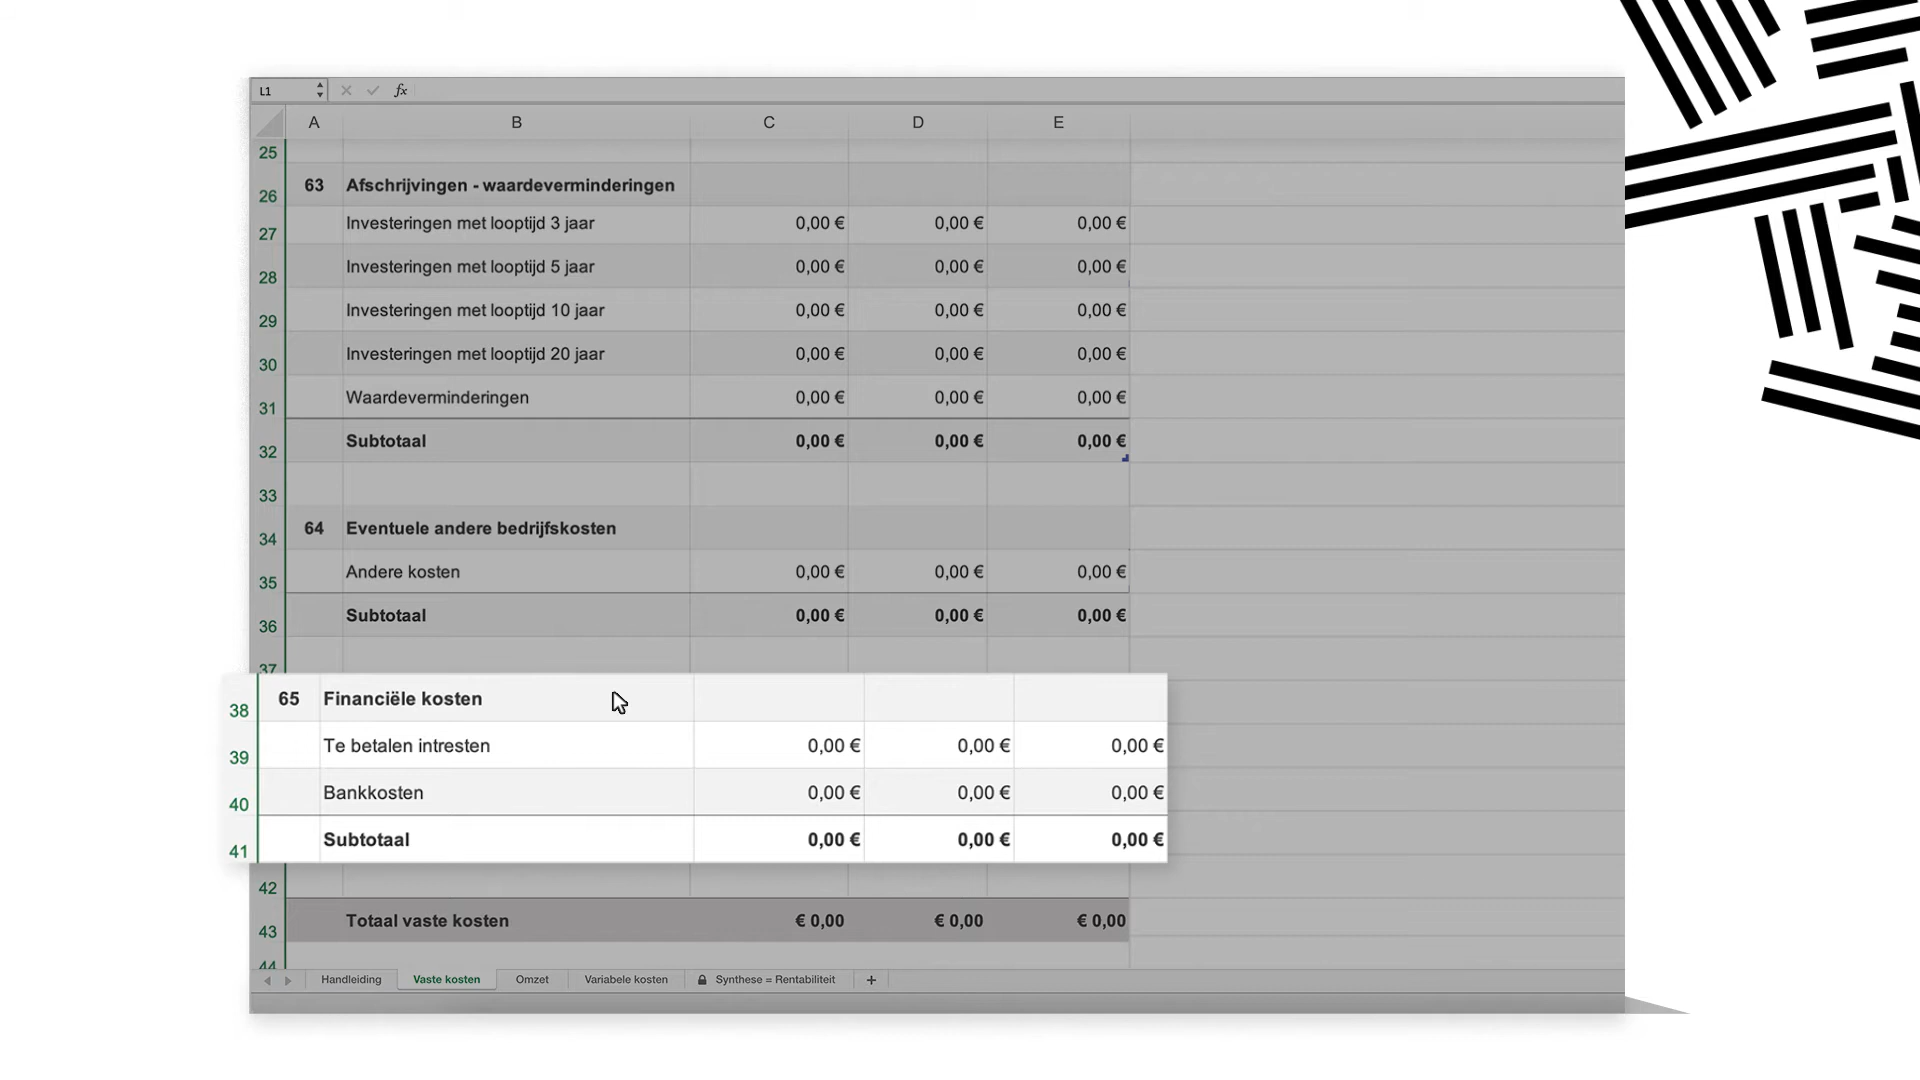 L1 fx
A B C D E
25
26 63 Afschrijvingen - waardeverminderingen
27 Investeringen met looptijd 3 jaar 0,00 € 0,00 € 0,00 €
28 Investeringen met looptijd 5 jaar 0,00 € 0,00 € 0,00 €
29 Investeringen met looptijd 10 jaar 0,00 € 0,00 € 0,00 €
30 Investeringen met looptijd 20 jaar 0,00 € 0,00 € 0,00 €
31 Waardeverminderingen 0,00 € 0,00 € 0,00 €
32 Subtotaal 0,00 € 0,00 € 0,00 €
33
34 64 Eventuele andere bedrijfskosten
35 Andere kosten 0,00 € 0,00 € 0,00 €
36 Subtotaal 0,00 € 0,00 € 0,00 €
37
38 65 Financiële kosten
39 Te betalen intresten 0,00 € 0,00 € 0,00 €
40 Bankkosten 0,00 € 0,00 € 0,00 €
41 Subtotaal 0,00 € 0,00 € 0,00 €
42
43 Totaal vaste kosten € 0,00 € 0,00 € 0,00
44
Handleiding Vaste kosten Omzet Variabele kosten Synthese = Rentabiliteit +